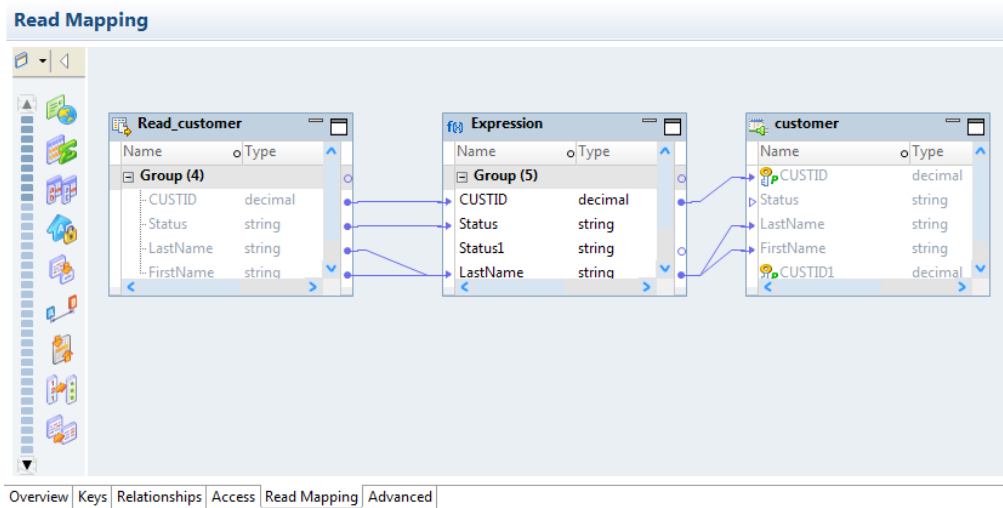 Read Mapping
Read_customer
Name Type
Group (4)
CUSTID decimal
Status string
LastName string
FirstName string
f(x) Expression
Name Type
Group (5)
CUSTID decimal
Status string
Status1 string
LastName string
customer
Name Type
CUSTID decimal
Status string
LastName string
FirstName string
CUSTID1 decimal
Overview Keys Relationships Access Read Mapping Advanced